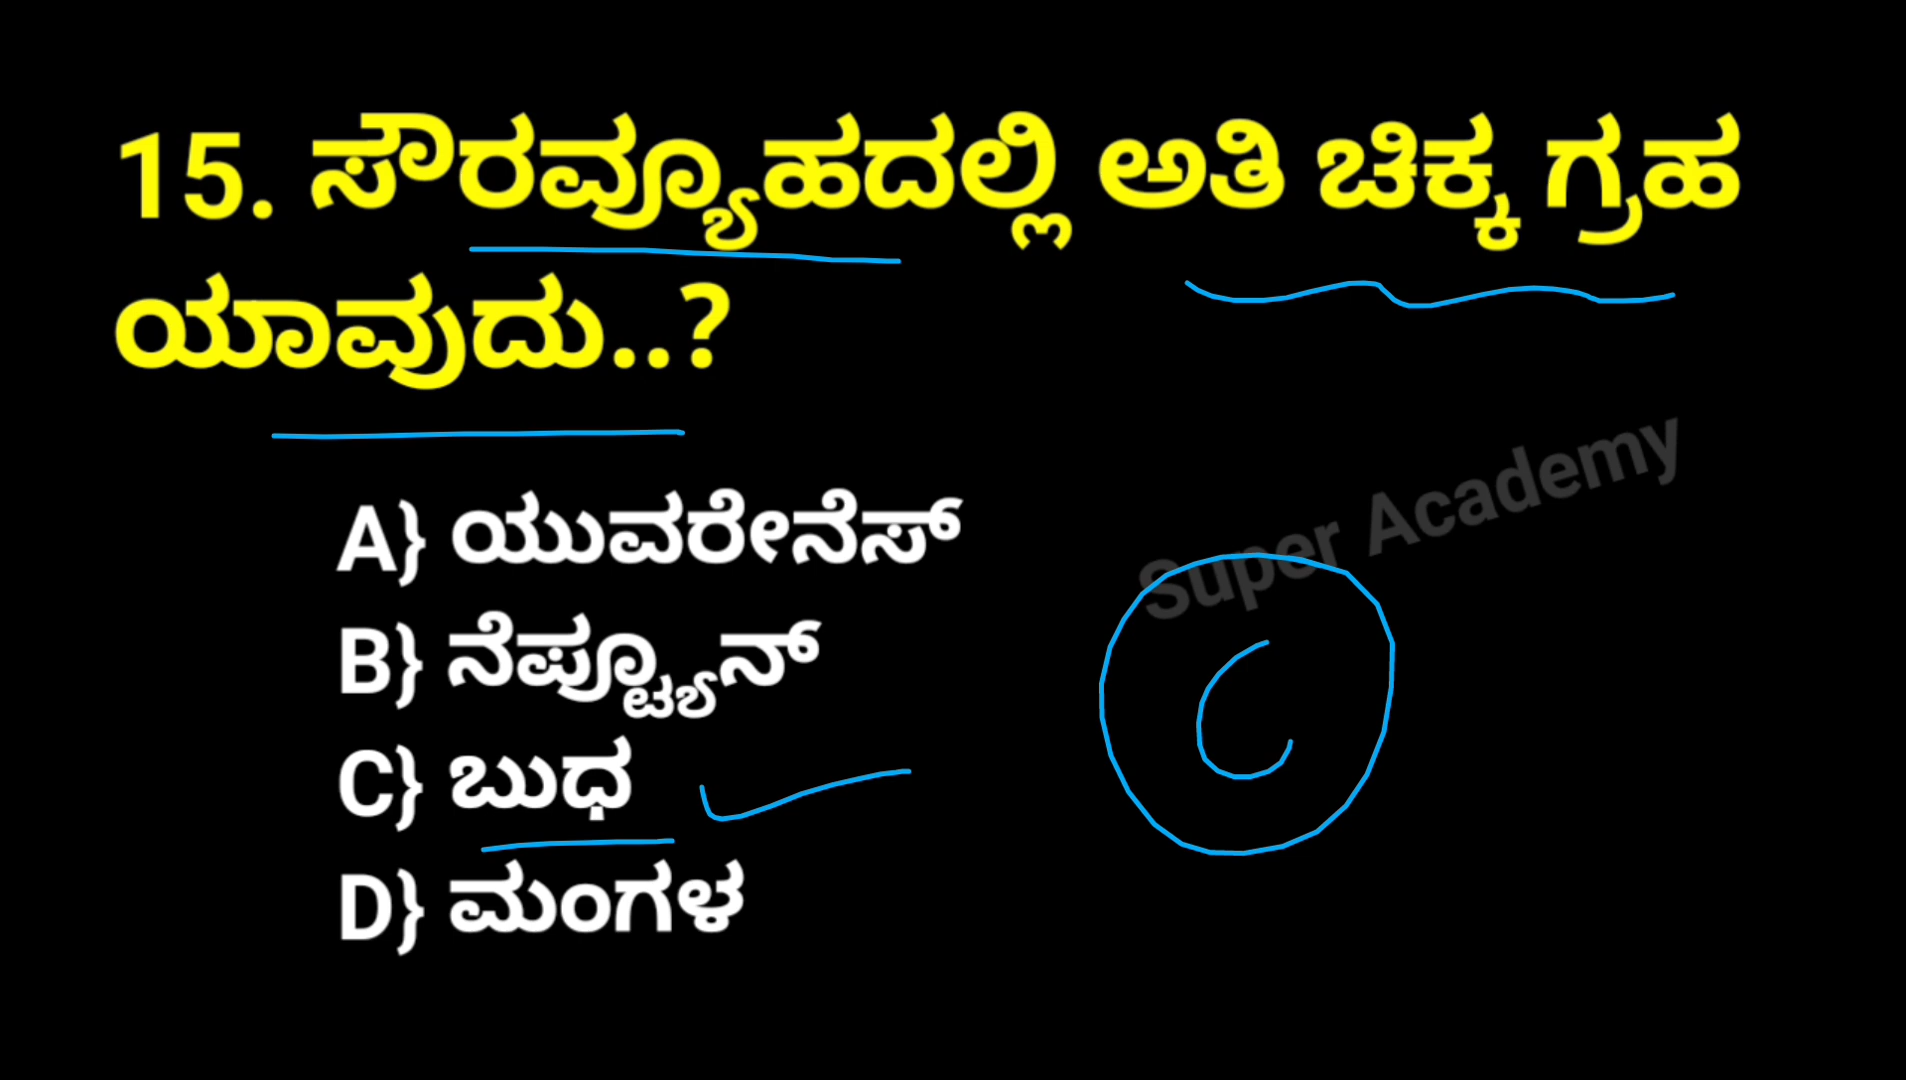 15. ಸೌರವ್ಯೂಹದಲ್ಲಿ ಅತಿ ಚಿಕ್ಕ ಗ್ರಹ
ಯಾವುದು..?
A} ಯುವರೇನೆಸ್
Super Academy
B} ನೆಪ್ಟ್ಯೂನ್
C} ಬುಧ
C
D} ಮಂಗಳ